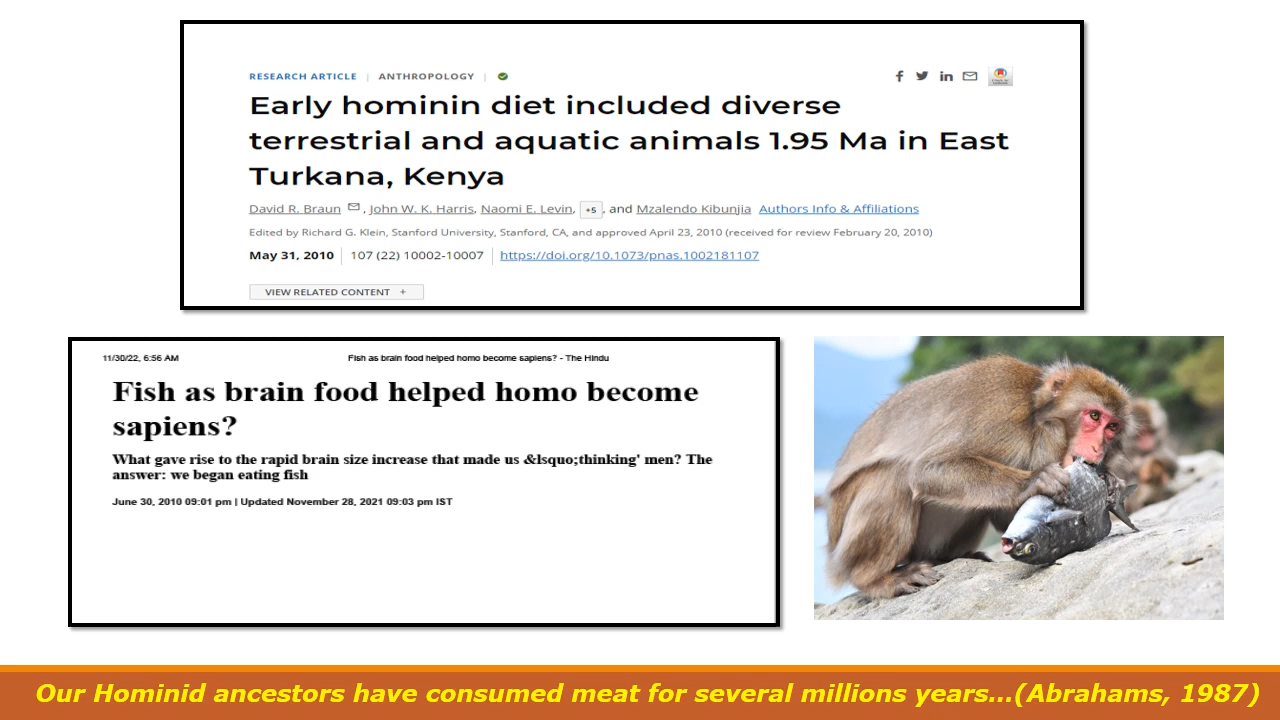 RESEARCH ARTICLE | ANTHROPOLOGY |
Early hominin diet included diverse
terrestrial and aquatic animals 1.95 Ma in East
Turkana, Kenya
David R. Braun , John W. K. Harris, Naomi E. Levin, +5 , and Mzalendo Kibunjia Authors Info & Affiliations
Edited by Richard G. Klein, Stanford University, Stanford, CA, and approved April 23, 2010 (received for review February 20, 2010)
May 31, 2010 | 107 (22) 10002-10007 | https://doi.org/10.1073/pnas.1002181107
VIEW RELATED CONTENT +
11/30/22, 6:56 AM Fish as brain food helped homo become sapiens? - The Hindu
Fish as brain food helped homo become
sapiens?
What gave rise to the rapid brain size increase that made us &lsquo;thinking' men? The
answer: we began eating fish
June 30, 2010 09:01 pm | Updated November 28, 2021 09:03 pm IST
Our Hominid ancestors have consumed meat for several millions years...(Abrahams, 1987)